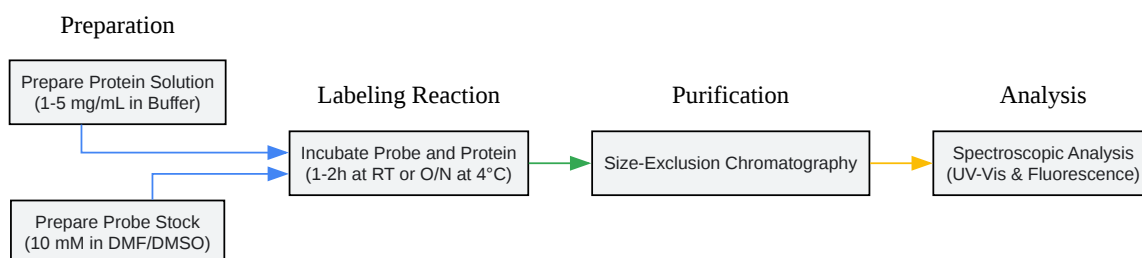 Preparation
Prepare Protein Solution
(1-5 mg/mL in Buffer)
Prepare Probe Stock
(10 mM in DMF/DMSO)
Labeling Reaction
Incubate Probe and Protein
(1-2h at RT or O/N at 4°C)
Purification
Size-Exclusion Chromatography
Analysis
Spectroscopic Analysis
(UV-Vis & Fluorescence)